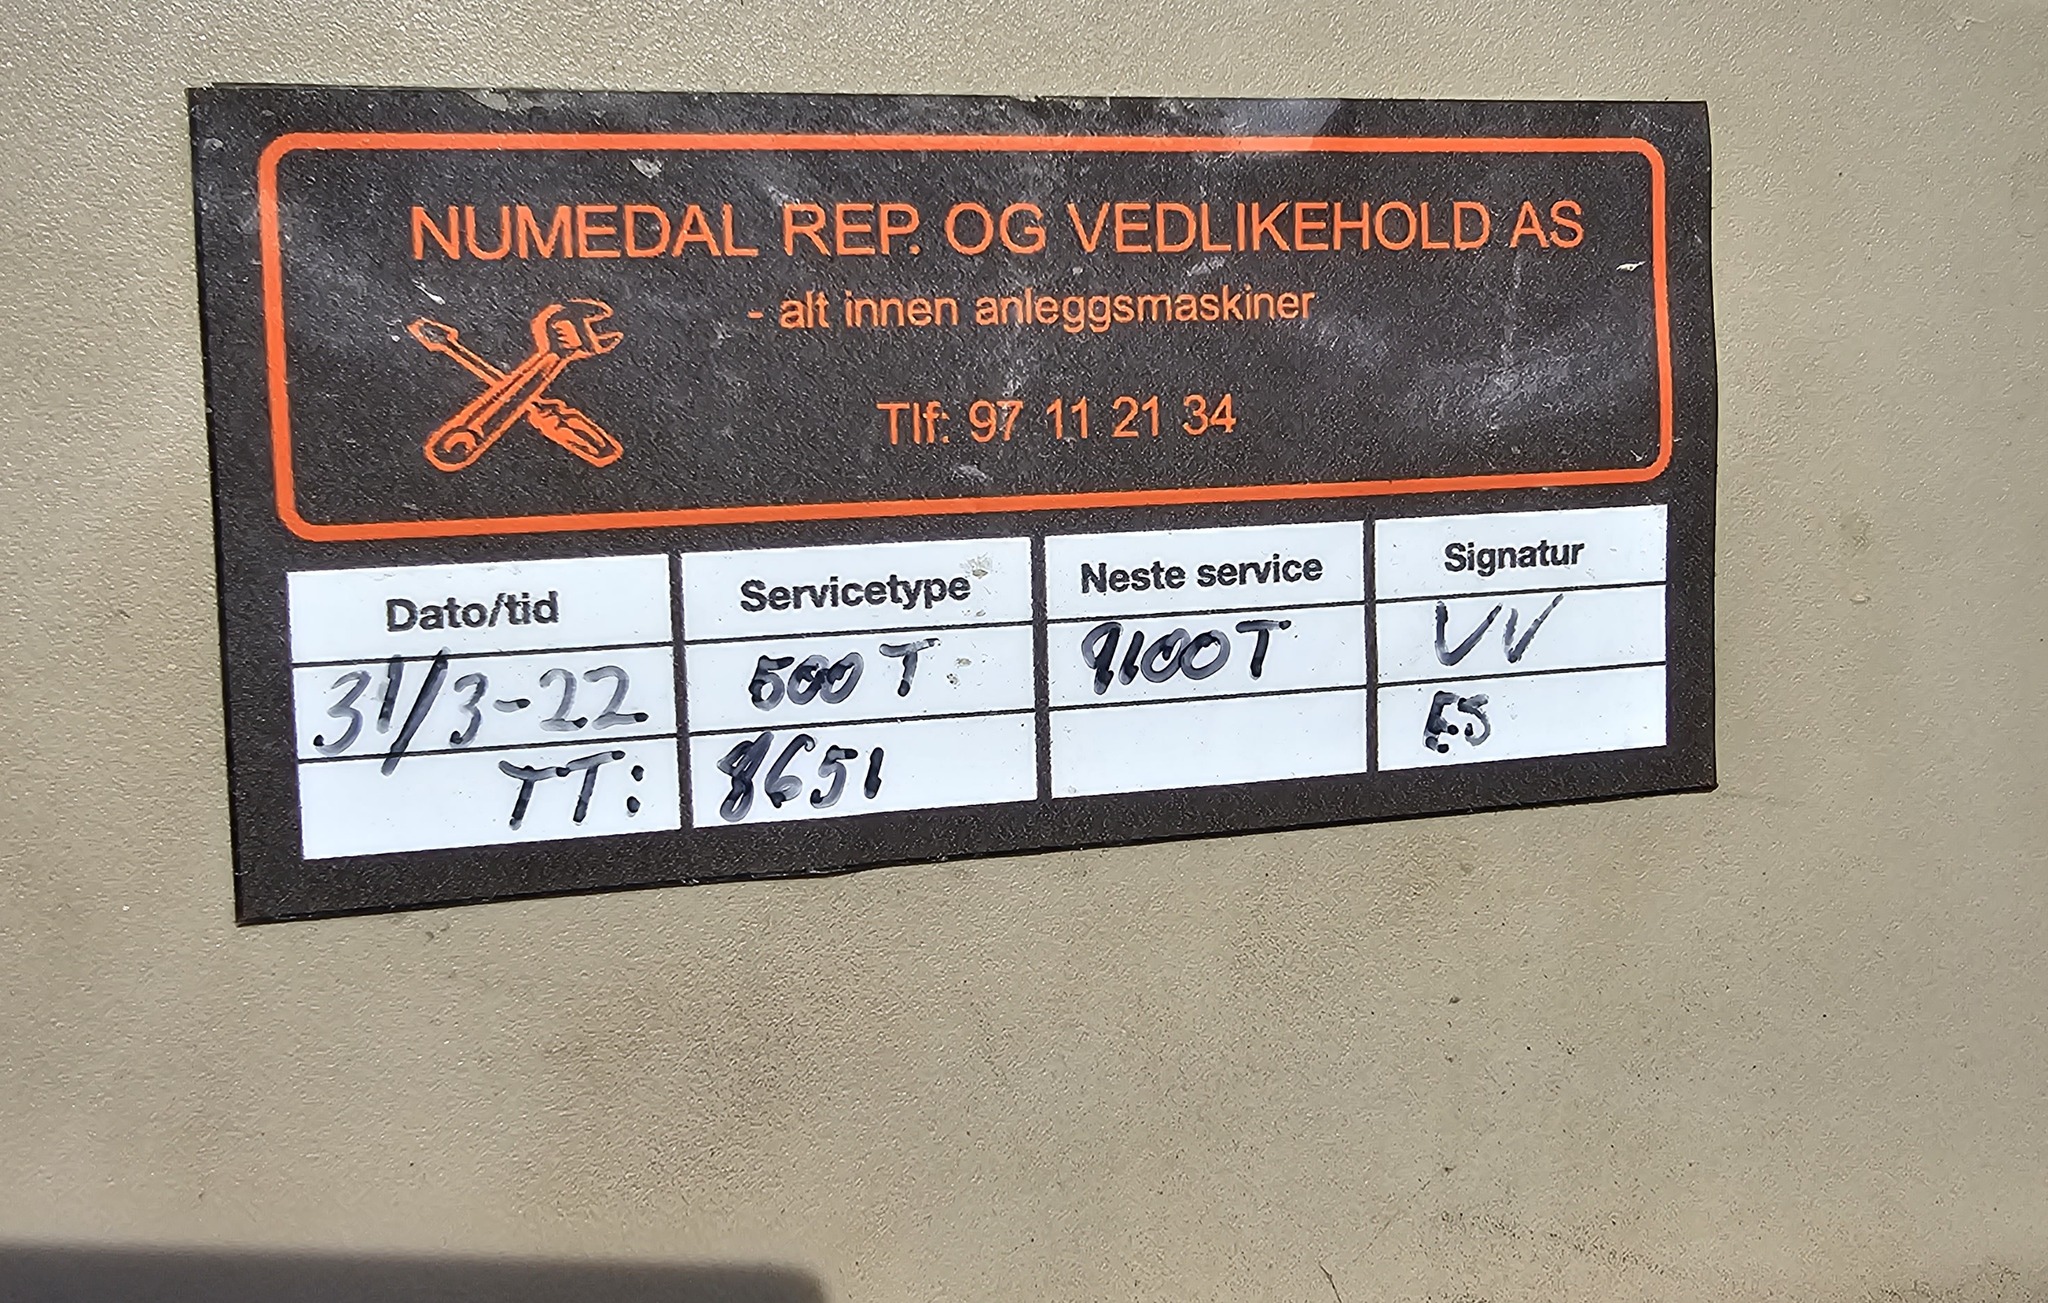 NUMEDAL REP. OG VEDLIKEHOLD AS
- alt innen anleggsmaskiner
Tlf: 97 11 21 34
Dato/tid Servicetype Neste service Signatur
31/3-22 500 T. 9100T VV
TT: 8651 ES